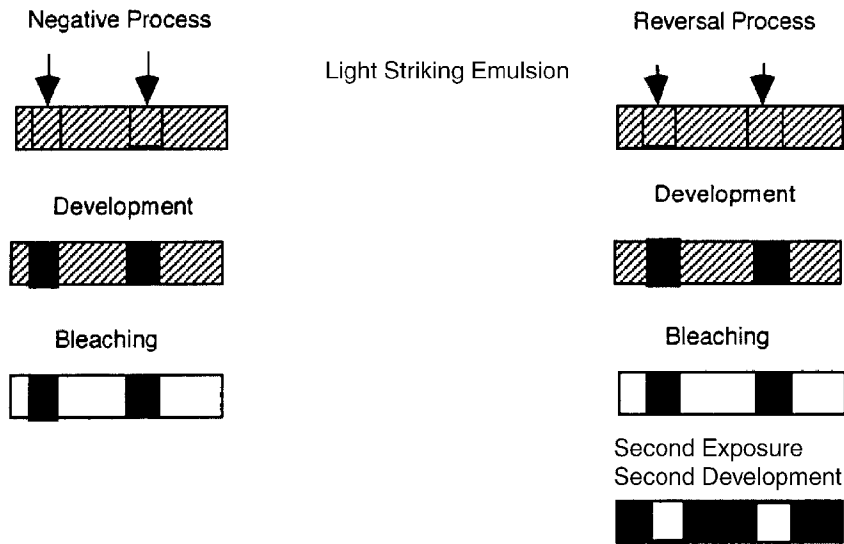 Negative Process
Reversal Process
Light Striking Emulsion
Development
Development
Bleaching
Bleaching
Second Exposure
Second Development